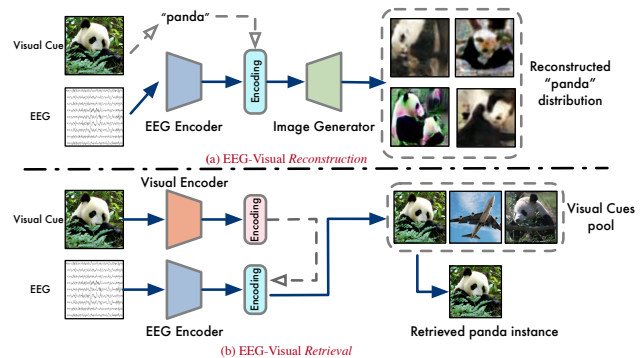 Visual Cue
“panda”
EEG
EEG Encoder
Encoding
Image Generator
Reconstructed
“panda”
distribution
(a) EEG-Visual Reconstruction
Visual Encoder
Visual Cue
Encoding
Visual Cues
pool
EEG
Encoding
EEG Encoder
Retrieved panda instance
(b) EEG-Visual Retrieval